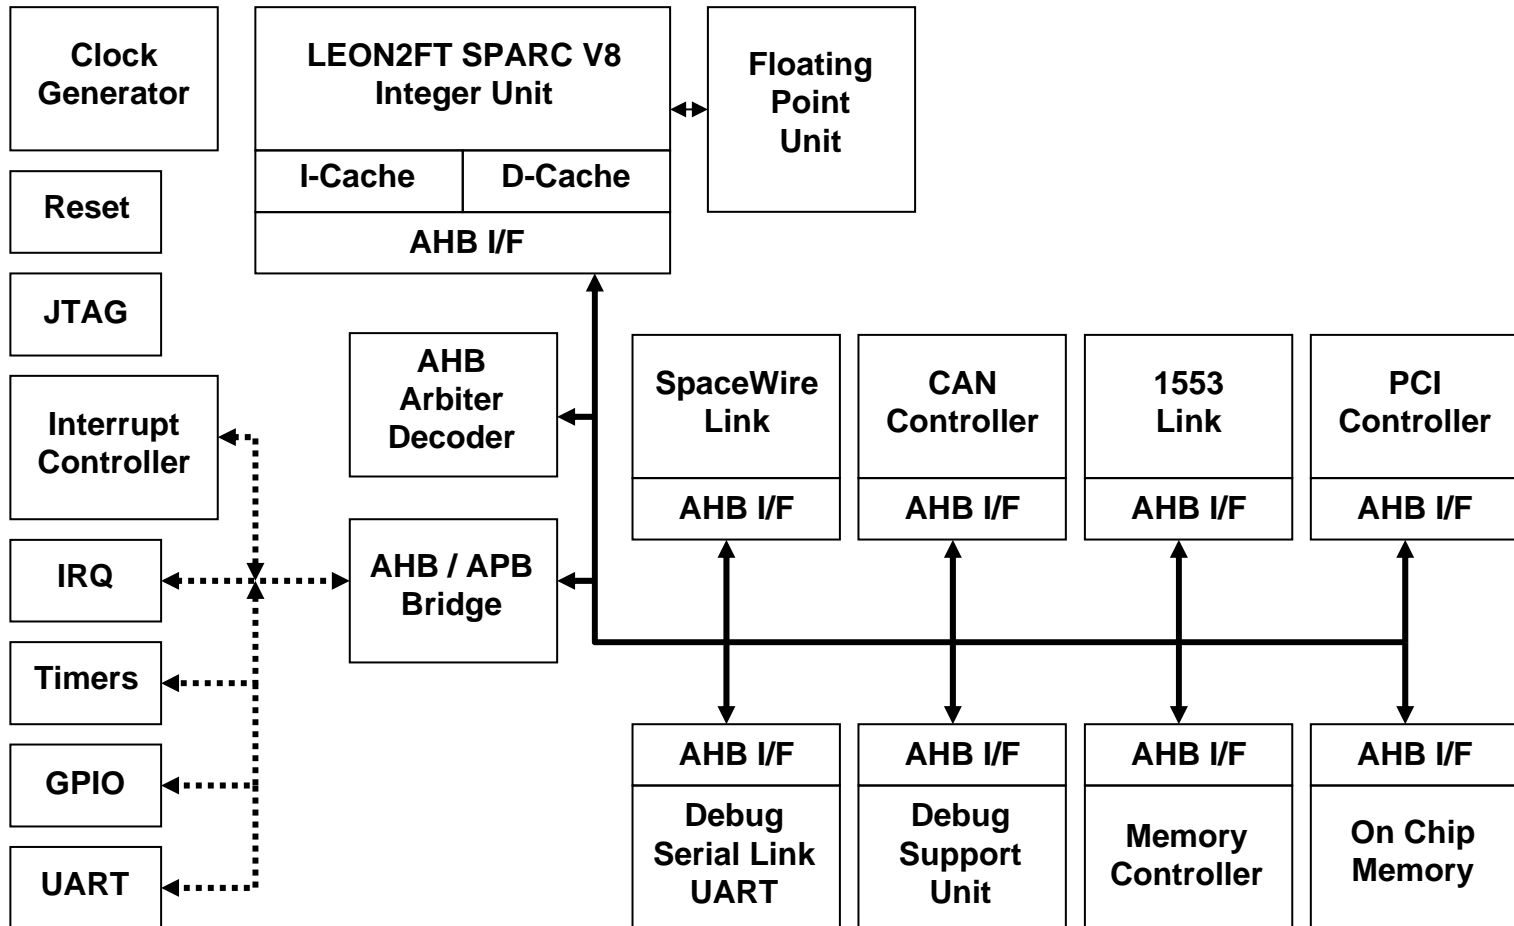 Clock
Generator
LEON2FT SPARC V8
Integer Unit
Floating
Point
Unit
I-Cache
D-Cache
AHB I/F
Reset
JTAG
Interrupt
Controller
IRQ
Timers
GPIO
UART
AHB
Arbiter
Decoder
AHB / APB
Bridge
SpaceWire
Link
AHB I/F
CAN
Controller
AHB I/F
1553
Link
AHB I/F
PCI
Controller
AHB I/F
AHB I/F
Debug
Serial Link
UART
AHB I/F
Debug
Support
Unit
AHB I/F
Memory
Controller
AHB I/F
On Chip
Memory